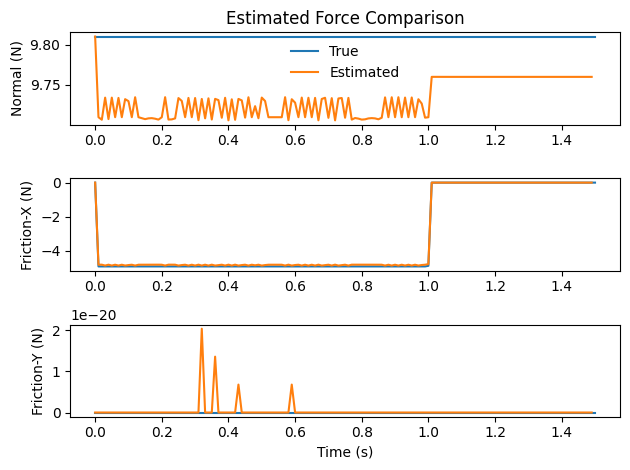 Estimated Force Comparison
Normal (N)
9.80
9.75
True
Estimated
0.0 0.2 0.4 0.6 0.8 1.0 1.2 1.4
Friction-X (N)
0
−2
−4
0.0 0.2 0.4 0.6 0.8 1.0 1.2 1.4
1e−20
Friction-Y (N)
2
1
0
0.0 0.2 0.4 0.6 0.8 1.0 1.2 1.4
Time (s)